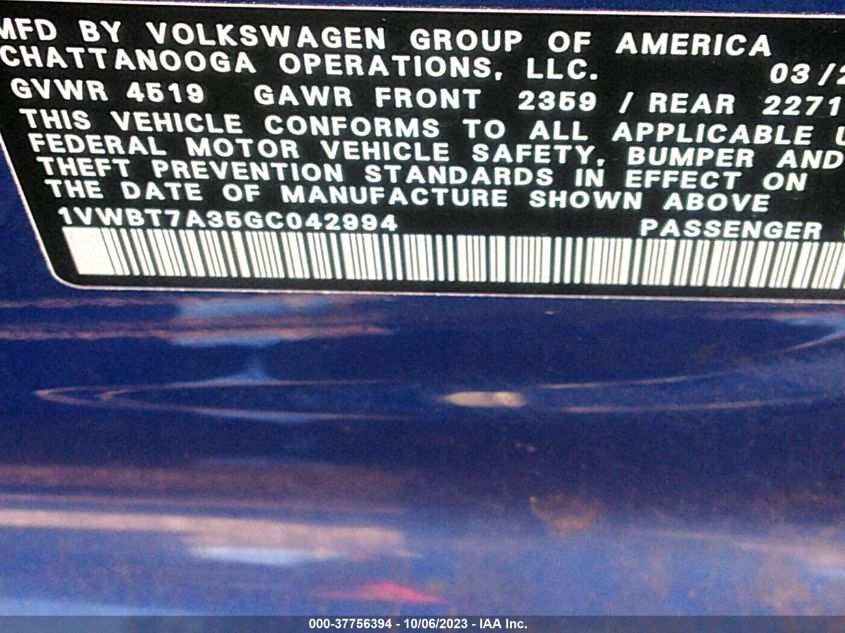 MFD BY VOLKSWAGEN GROUP OF AMERICA
CHATTANOOGA OPERATIONS, LLC. 03/2
GVWR 4519 GAWR FRONT 2359 / REAR 2271
THIS VEHICLE CONFORMS TO ALL APPLICABLE U
FEDERAL MOTOR VEHICLE SAFETY, BUMPER AND
THEFT PREVENTION STANDARDS IN EFFECT ON
THE DATE OF MANUFACTURE SHOWN ABOVE
1VWBT7A35GC042994 PASSENGER
000-37756394 - 10/06/2023 - IAA Inc.